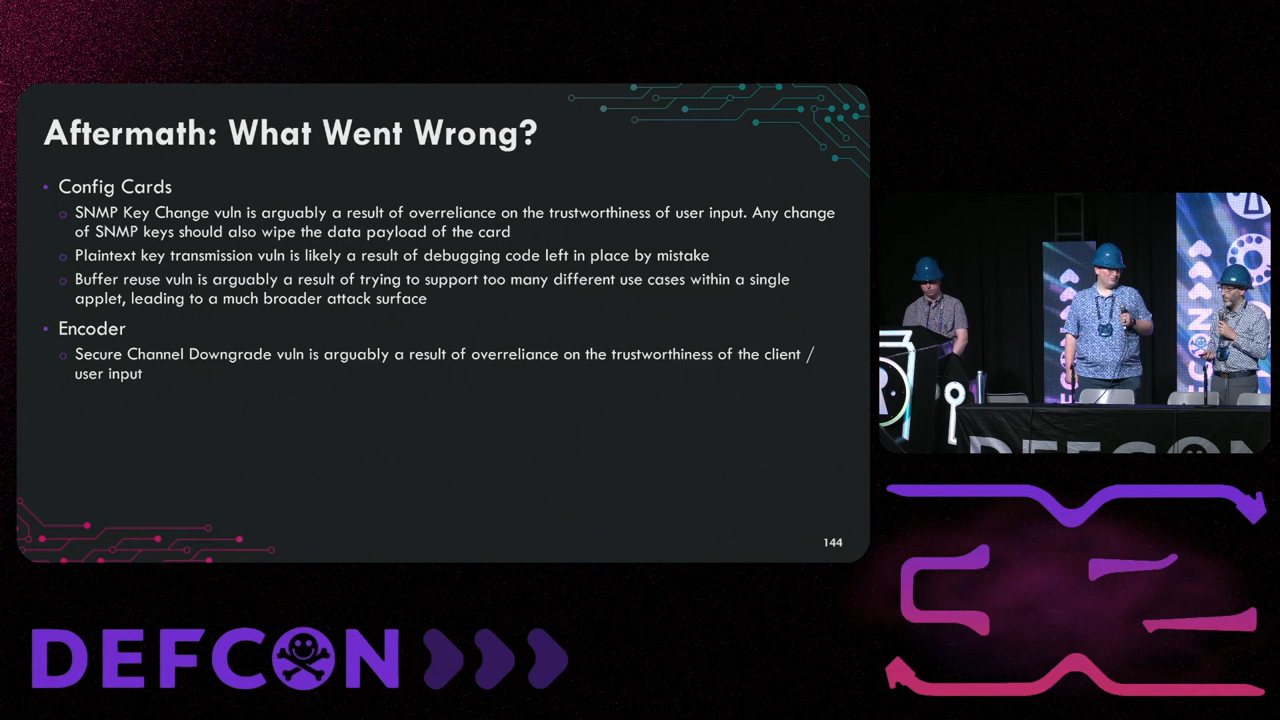 Aftermath: What Went Wrong?
• Config Cards
o SNMP Key Change vuln is arguably a result of overreliance on the trustworthiness of user input. Any change
of SNMP keys should also wipe the data payload of the card
o Plaintext key transmission vuln is likely a result of debugging code left in place by mistake
o Buffer reuse vuln is arguably a result of trying to support too many different use cases within a single
applet, leading to a much broader attack surface
• Encoder
o Secure Channel Downgrade vuln is arguably a result of overreliance on the trustworthiness of the client /
user input
144
DEFCON
DEFCON